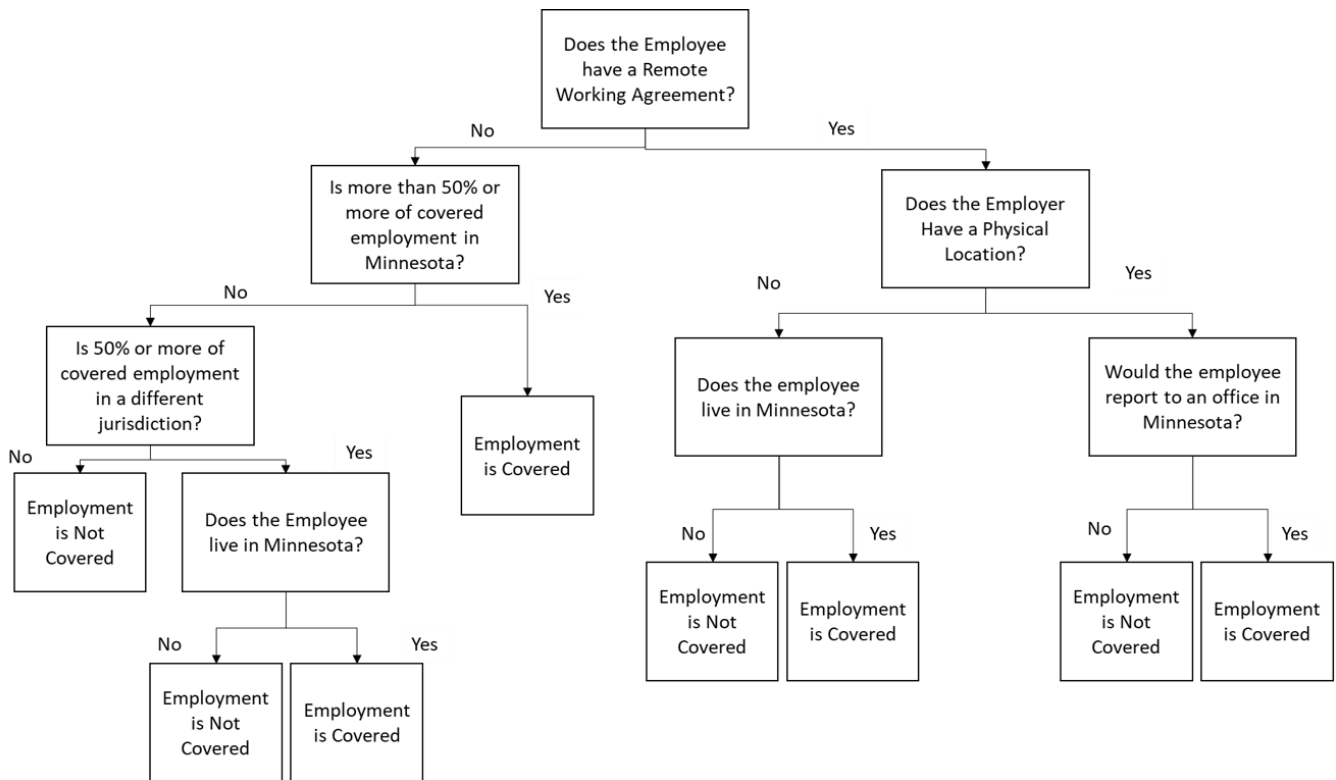 Does the Employee
have a Remote
Working Agreement?
No
Yes
Is more than 50% or
more of covered
employment in
Minnesota?
Does the Employer
Have a Physical
Location?
No
Yes
No
Yes
Is 50% or more of
covered employment
in a different
jurisdiction?
Employment
is Covered
Does the employee
live in Minnesota?
Would the employee
report to an office in
Minnesota?
No
Yes
Employment
is Not
Covered
Does the Employee
live in Minnesota?
No
Yes
No
Yes
Employment
is Not
Covered
Employment
is Covered
Employment
is Not
Covered
Employment
is Covered
No
Yes
Employment
is Not
Covered
Employment
is Covered